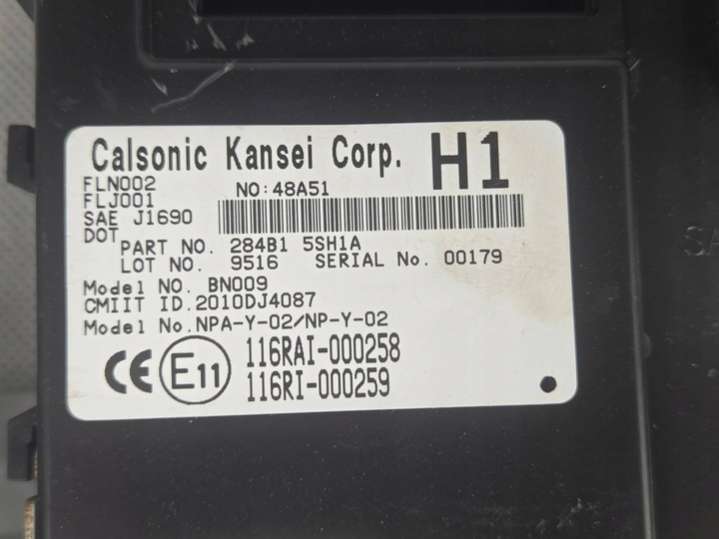 Calsonic Kansei Corp. H1
FLN002 NO:48A51
FLJ001
SAE J1690
DOT
PART NO. 284B1 5SH1A
LOT NO. 9516 SERIAL No. 00179
Model NO. BN009
CMIIT ID.2010DJ4087
Model No.NPA-Y-02/NP-Y-02
CE E11 116RAI-000258
116RI-000259